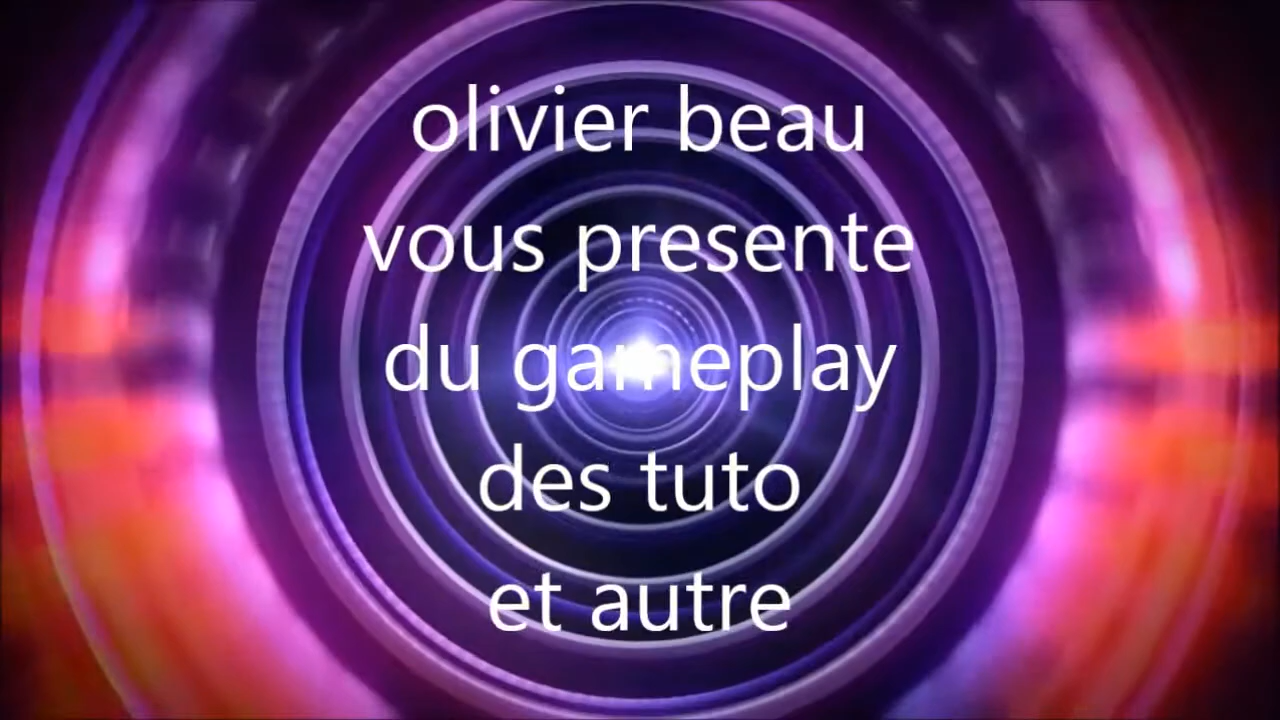 olivier beau
vous presente
du gameplay
des tuto
et autre